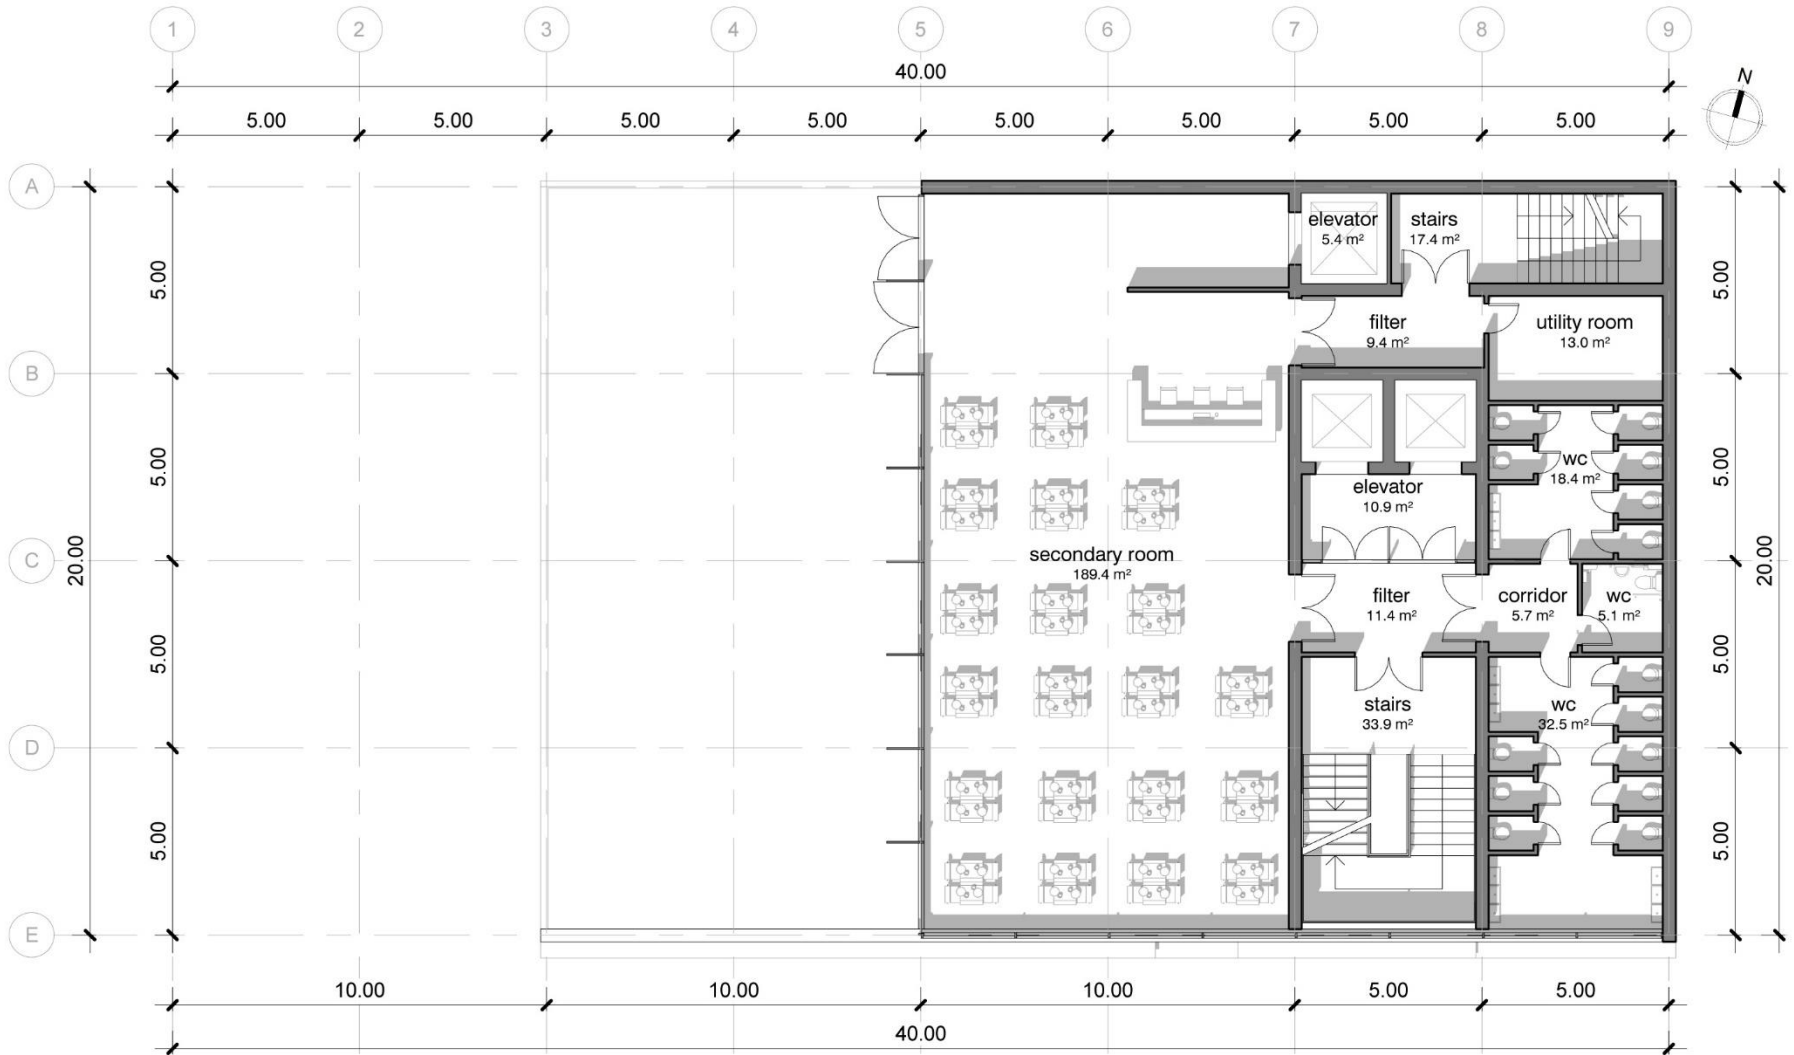 1 2 3 4 5 6 7 8 9
40.00
N
5.00 5.00 5.00 5.00 5.00 5.00 5.00 5.00
A
elevator
5.4 m²
stairs
17.4 m²
5.00
5.00
filter
9.4 m²
utility room
13.0 m²
B
wc
18.4 m²
5.00
5.00
elevator
10.9 m²
secondary room
189.4 m²
C
20.00
20.00
filter
11.4 m²
corridor
5.7 m²
wc
5.1 m²
5.00
5.00
stairs
33.9 m²
wc
32.5 m²
D
5.00
5.00
E
10.00 10.00 10.00 5.00 5.00
40.00